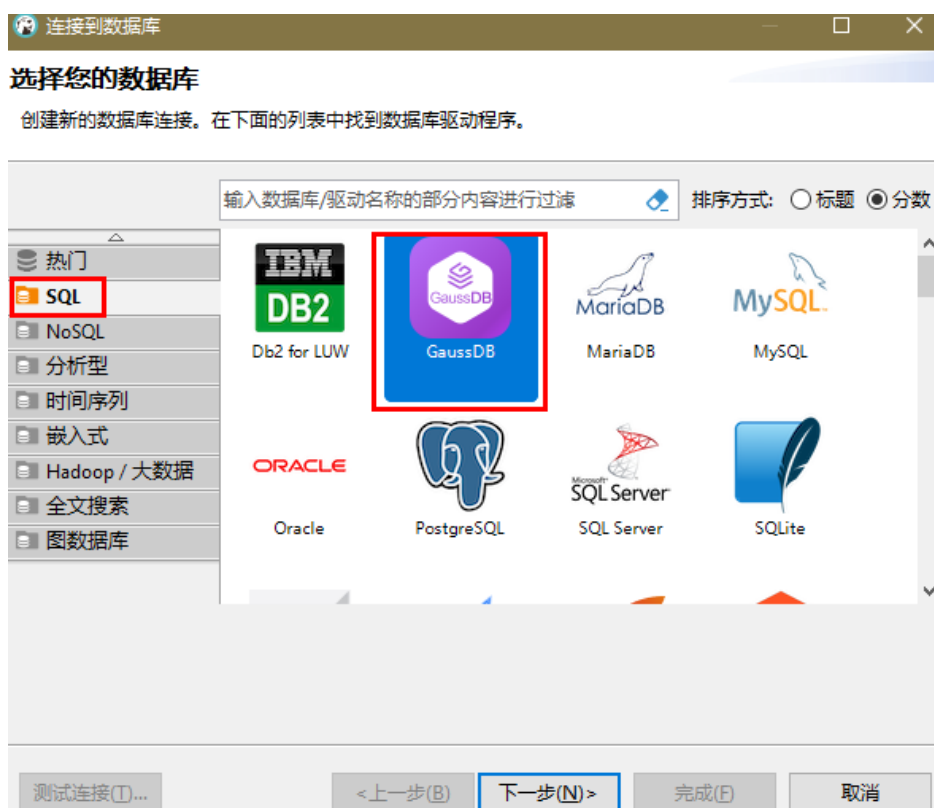 连接到数据库
选择您的数据库
创建新的数据库连接。在下面的列表中找到数据库驱动程序。
输入数据库/驱动名称的部分内容进行过滤
排序方式: 标题 分数
热门
SQL
NoSQL
分析型
时间序列
嵌入式
Hadoop / 大数据
全文搜索
图数据库
IBM
DB2
GaussDB
MariaDB
MySQL
Db2 for LUW
GaussDB
MariaDB
MySQL
ORACLE
Microsoft
SQL Server
Oracle
PostgreSQL
SQL Server
SQLite
测试连接(T)...
<上一步(B)
下一步(N)>
完成(F)
取消